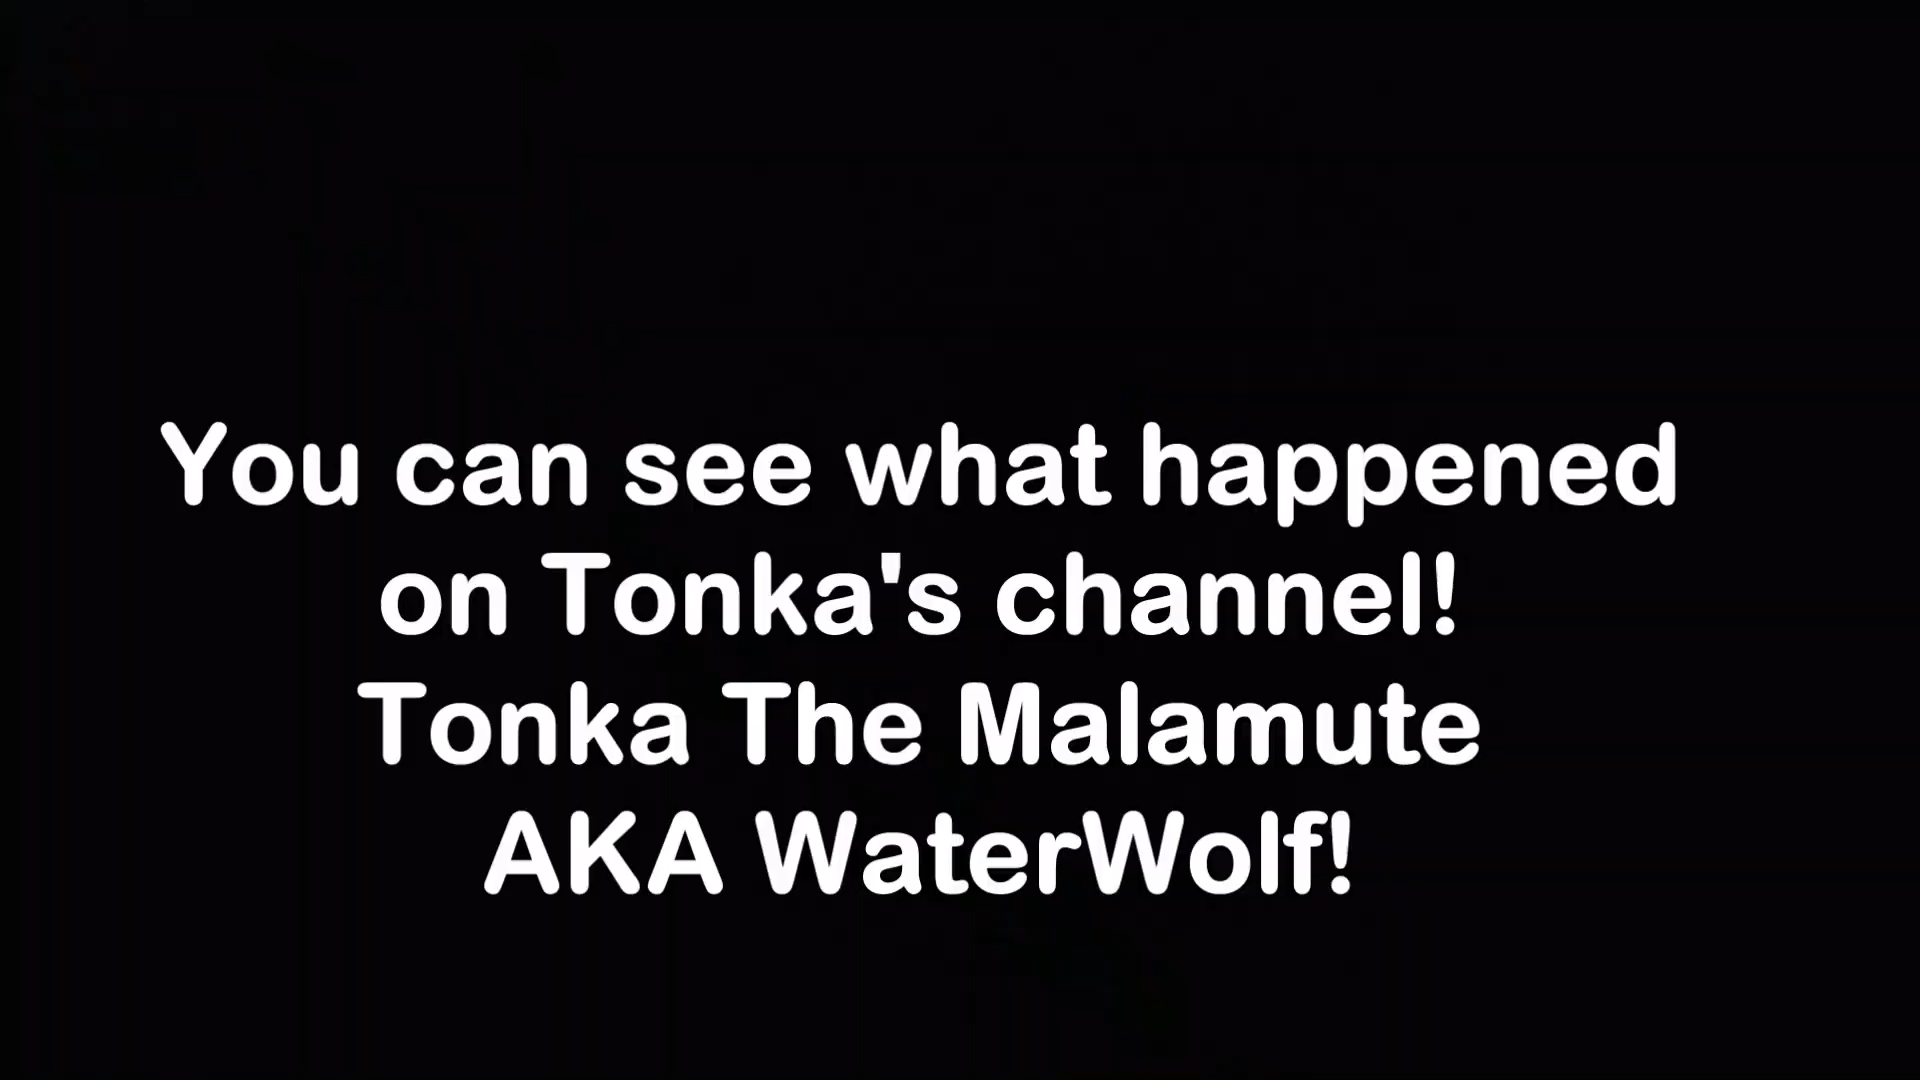 You can see what happened
on Tonka's channel!
Tonka The Malamute
AKA WaterWolf!